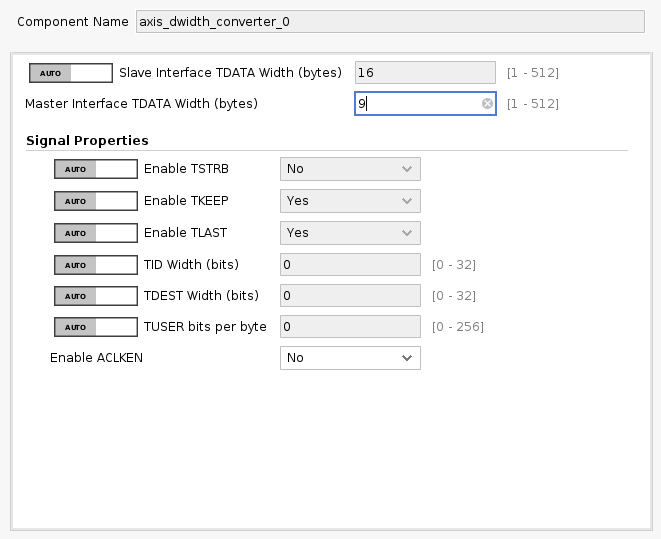 Component Name axis_dwidth_converter_0
AUTO Slave Interface TDATA Width (bytes) 16 [1 - 512]
Master Interface TDATA Width (bytes) 9 [1 - 512]
Signal Properties
AUTO Enable TSTRB No
AUTO Enable TKEEP Yes
AUTO Enable TLAST Yes
AUTO TID Width (bits) 0 [0 - 32]
AUTO TDEST Width (bits) 0 [0 - 32]
AUTO TUSER bits per byte 0 [0 - 256]
Enable ACLKEN No